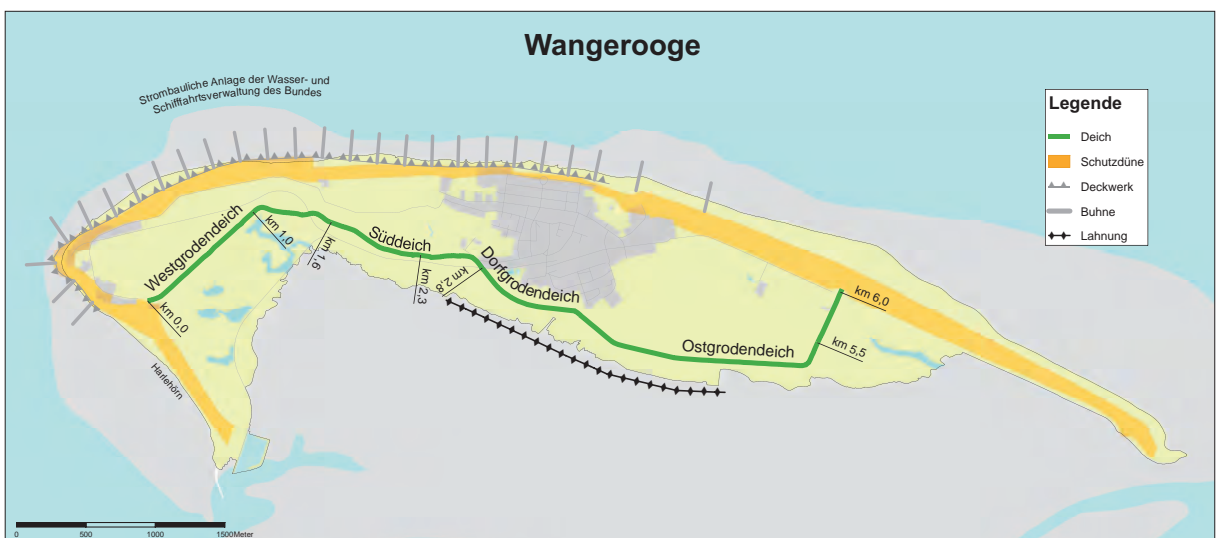 Wangerooge
Strombauliche Anlage der Wasser- und
Schifffahrtsverwaltung des Bundes
Legende
Deich
Schutzdüne
Deckwerk
Buhne
Lahnung
Westgrodendeich
km 1,0
km 1,6
Süddeich
km 2,3
km 2,8
Dorfgrodendeich
km 0,0
Harlehörn
Ostgrodendeich
km 6,0
km 5,5
0 500 1000 1500Meter